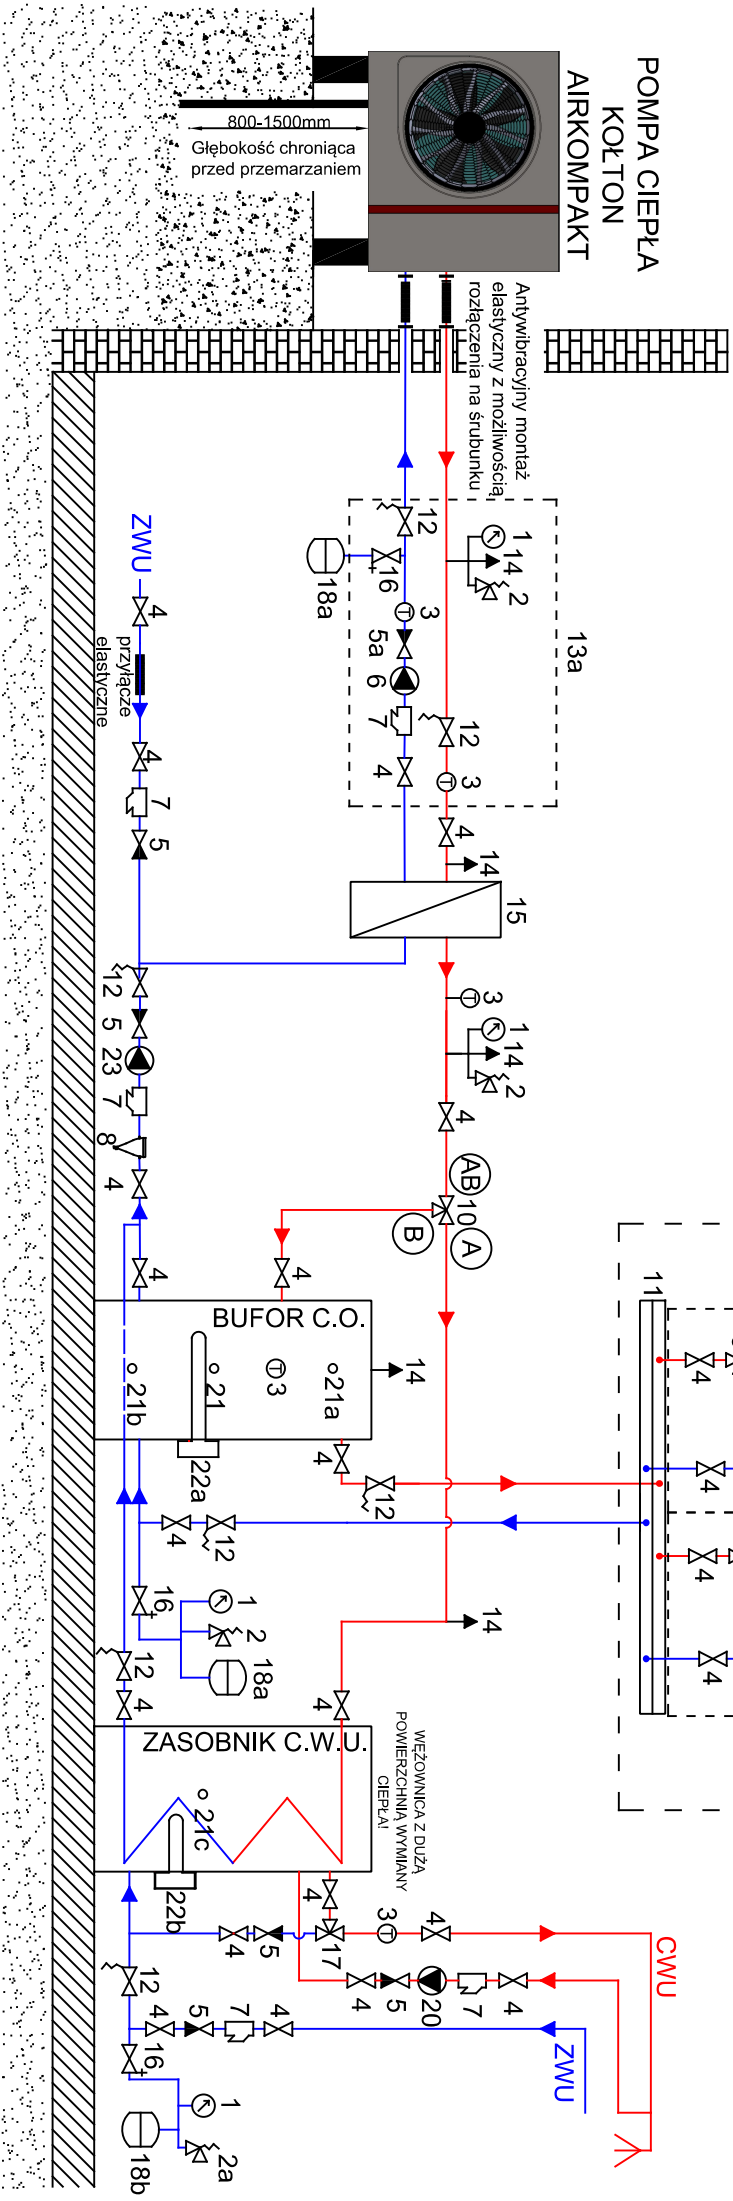 POMPA CIEPŁA
KOŁTON
AIRKOMPAKT
800-1500mm
Głębokość chroniąca
przed przemarzaniem
Antywibracyjny montaż
elastyczny z możliwością
rozłączenia na śrubunku
13a
1
14
2
12
16
18a
3
5a
6
7
4
12
3
4
14
15
ZWU
4
przyłącze
elastyczne
4
7
5
3
1
14
2
4
AB
10
A
B
12
5
23
7
8
4
4
4
BUFOR C.O.
14
21a
3
21
21b
22a
4
12
11
4
4
4
4
4
12
16
1
2
18a
14
12
4
4
ZASOBNIK C.W.U.
WĘŻOWNICA Z DUŻĄ
POWIERZCHNIĄ WYMIANY
CIEPŁA!
21c
22b
4
17
3
4
CWU
4
5
4
5
20
7
4
12
4
5
7
4
ZWU
16
1
2a
18b